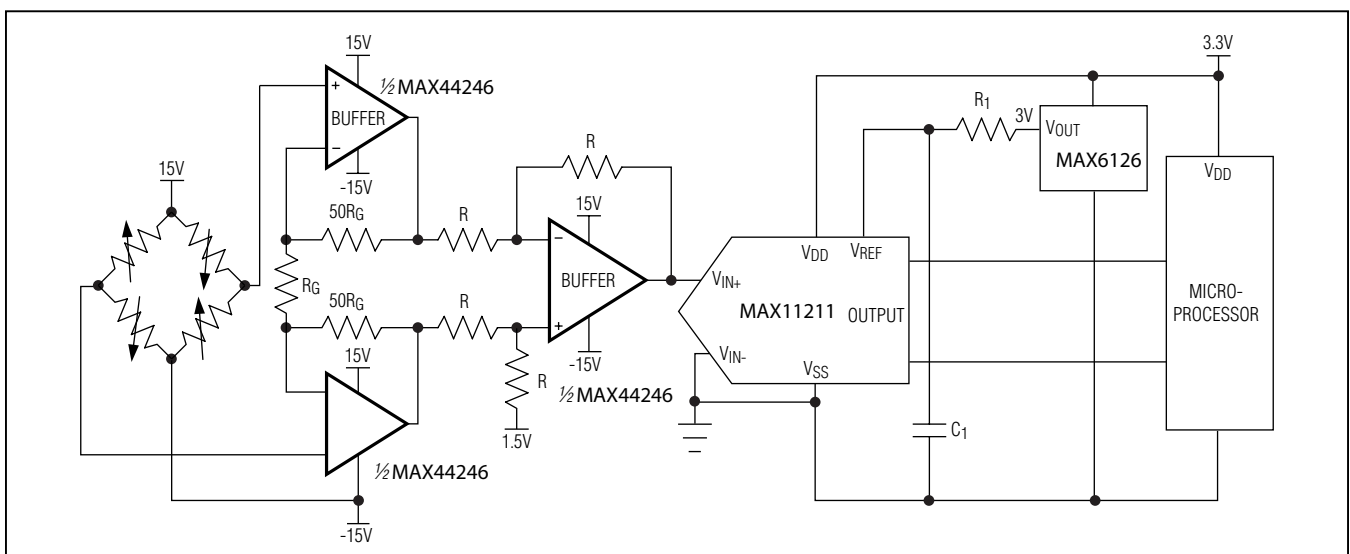 15V
½MAX44246
+
BUFFER
−
-15V
15V
50RG
R
R
15V
−
BUFFER
+
-15V
½MAX44246
RG
50RG
R
R
1.5V
15V
½MAX44246
-15V
3.3V
R1
3V
VOUT
MAX6126
VDD
VDD
VREF
VIN+
MAX11211
OUTPUT
VIN-
VSS
MICRO-
PROCESSOR
C1